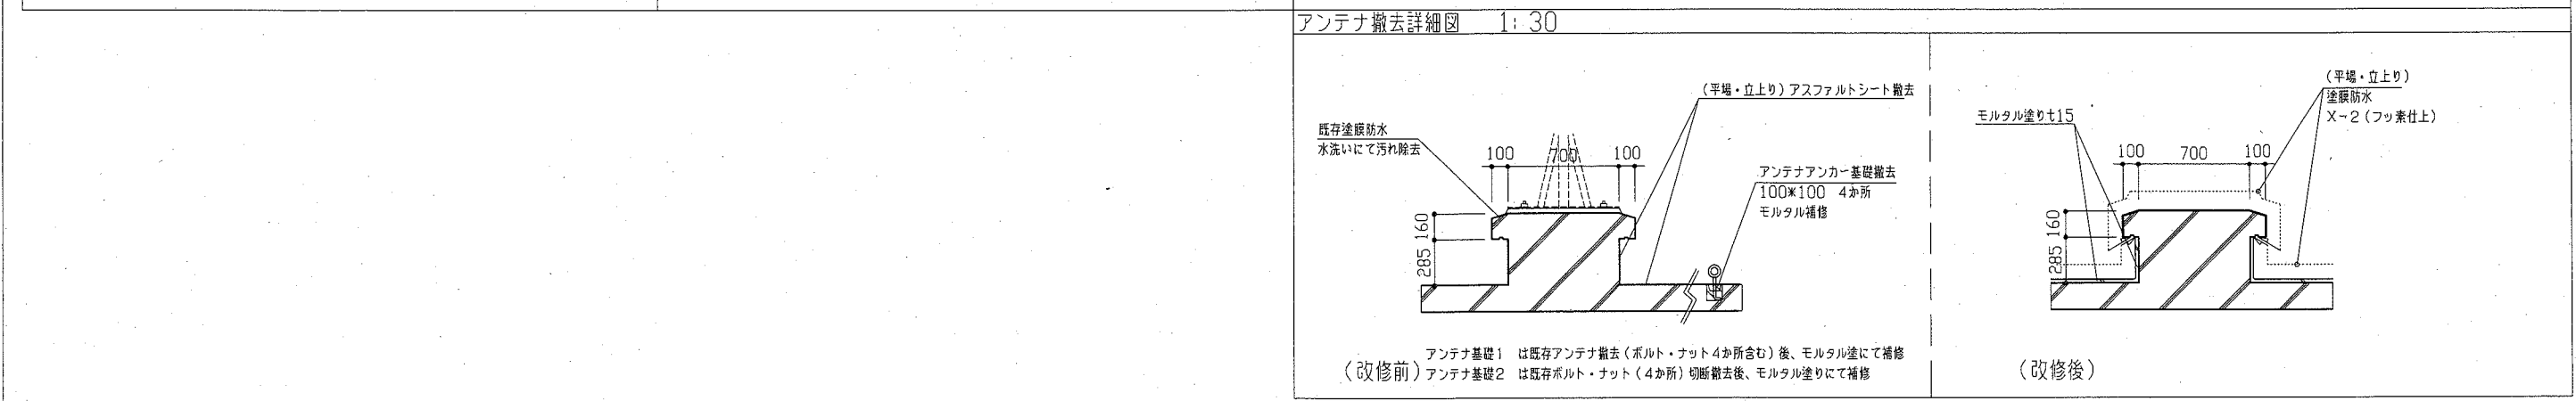 アンテナ撤去詳細図 1:30
(平場・立上り)アスファルトシート撤去
既存塗膜防水
水洗いにて汚れ除去
100 700 100
アンテナアンカー基礎撤去
100*100 4か所
モルタル補修
160
285
アンテナ基礎1 は既存アンテナ撤去(ボルト・ナット4か所含む)後、モルタル塗にて補修
(改修前)アンテナ基礎2 は既存ボルト・ナット(4か所)切断撤去後、モルタル塗りにて補修
(平場・立上り)
塗膜防水
X-2(フッ素仕上)
モルタル塗りt15
100 700 100
160
285
(改修後)